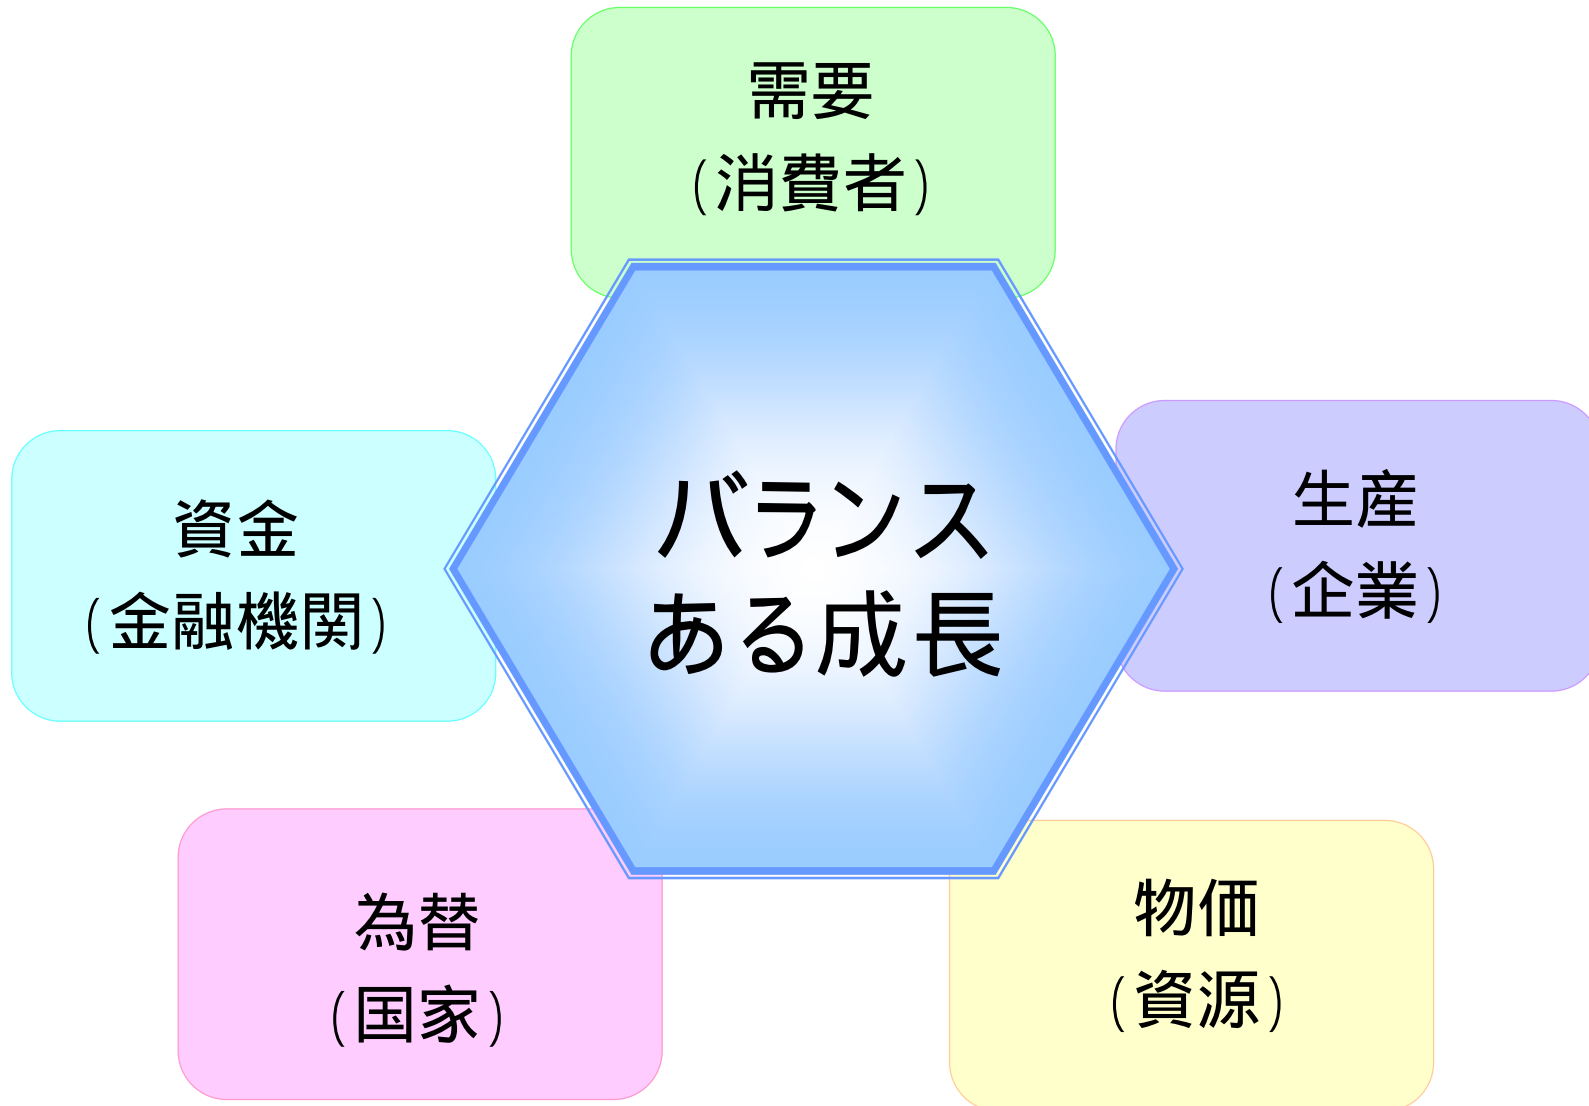 需要
(消費者)
生産
(企業)
資金
(金融機関)
バランス
ある成長
為替
(国家)
物価
(資源)